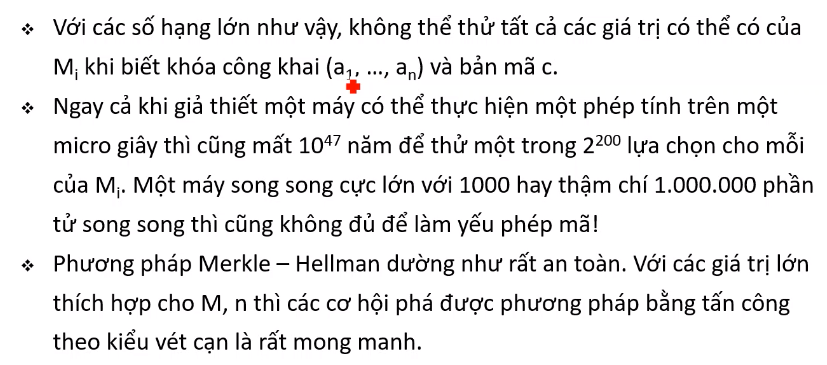 ❖ Với các số hạng lớn như vậy, không thể thử tất cả các giá trị có thể có của
Mᵢ khi biết khóa công khai (a₁, …, aₙ) và bản mã c.
❖ Ngay cả khi giả thiết một máy có thể thực hiện một phép tính trên một
micro giây thì cũng mất 10⁴⁷ năm để thử một trong 2²⁰⁰ lựa chọn cho mỗi
của Mᵢ. Một máy song song cực lớn với 1000 hay thậm chí 1.000.000 phần
tử song song thì cũng không đủ để làm yếu phép mã!
❖ Phương pháp Merkle – Hellman dường như rất an toàn. Với các giá trị lớn
thích hợp cho M, n thì các cơ hội phá được phương pháp bằng tấn công
theo kiểu vét cạn là rất mong manh.